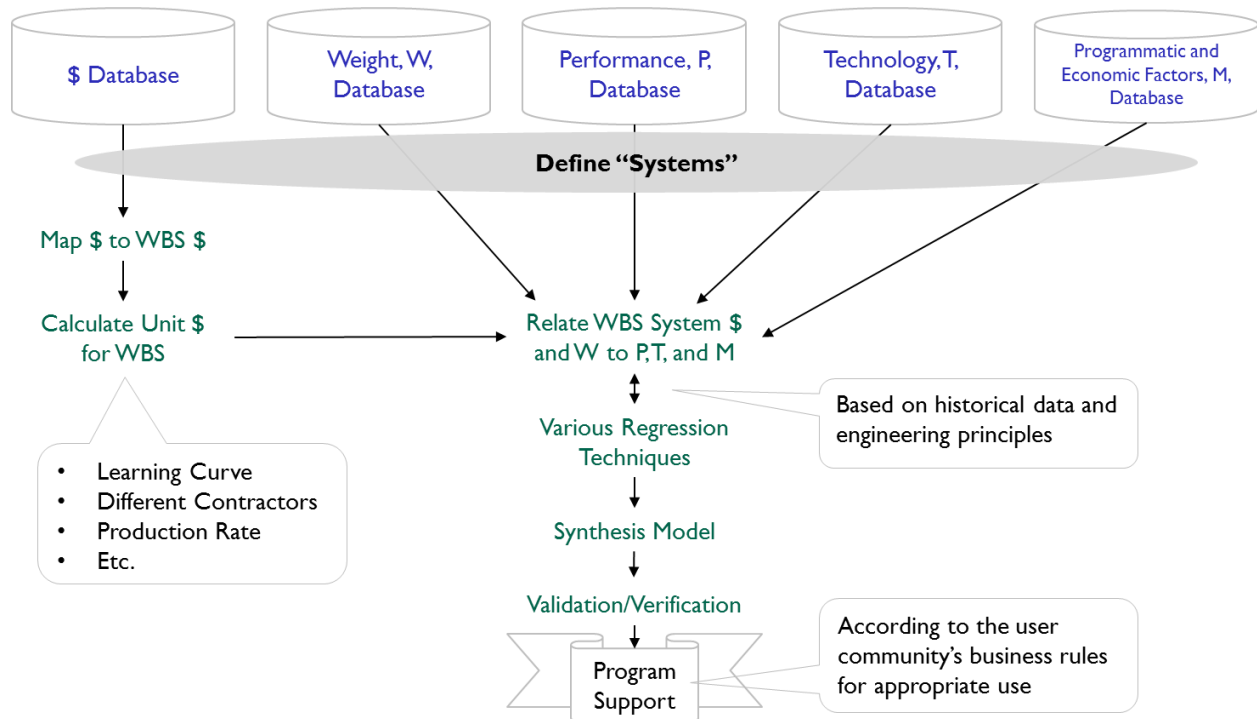 $ Database
Weight, W,
Database
Performance, P,
Database
Technology, T,
Database
Programmatic and
Economic Factors, M,
Database
Define “Systems”
Map $ to WBS $
Calculate Unit $
for WBS
Relate WBS System $
and W to P, T, and M
Based on historical data and
engineering principles
Various Regression
Techniques
• Learning Curve
• Different Contractors
• Production Rate
• Etc.
Synthesis Model
Validation/Verification
According to the user
community’s business rules
for appropriate use
Program
Support